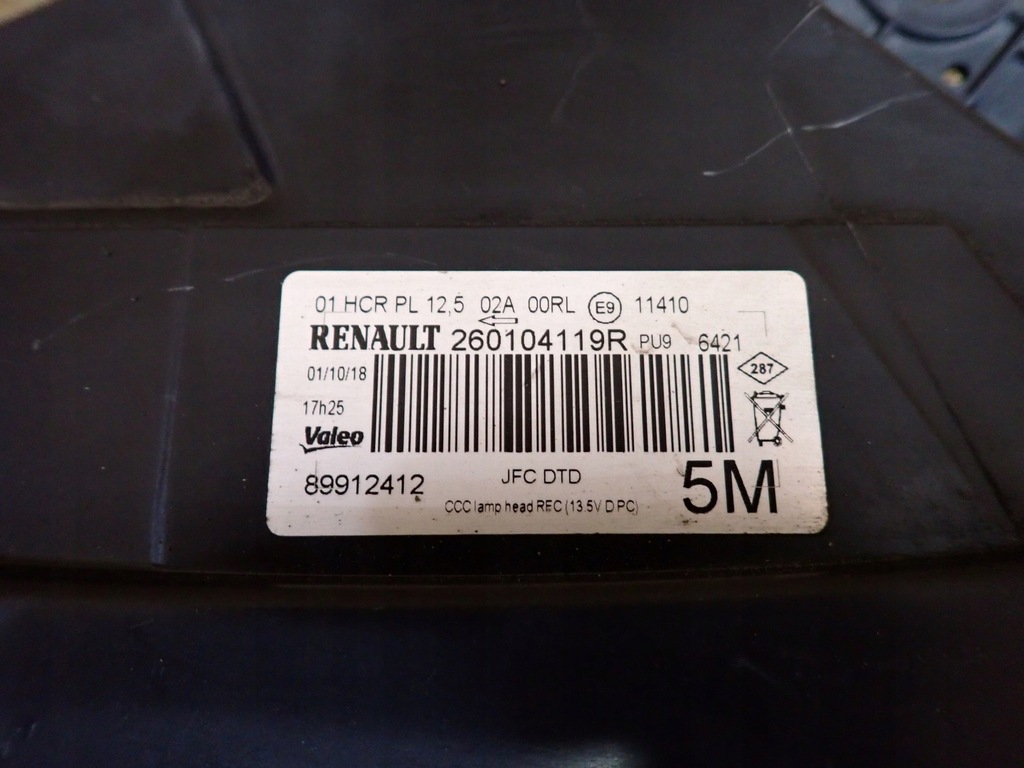 01 HCR PL 12,5 02A 00RL E9 11410
RENAULT 260104119R PU9 6421
01/10/18
287
17h25
Valeo
89912412 JFC DTD 5M
CCC lamp head REC (13.5V D PC)